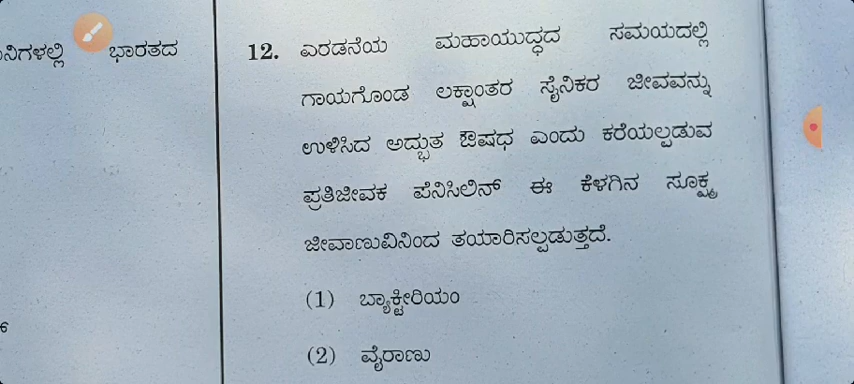 ನಿಗಳಲ್ಲಿ ಭಾರತದ
12. ಎರಡನೆಯ ಮಹಾಯುದ್ಧದ ಸಮಯದಲ್ಲಿ
ಗಾಯಗೊಂಡ ಲಕ್ಷಾಂತರ ಸೈನಿಕರ ಜೀವವನ್ನು
ಉಳಿಸಿದ ಅದ್ಭುತ ಔಷಧ ಎಂದು ಕರೆಯಲ್ಪಡುವ
ಪ್ರತಿಜೀವಕ ಪೆನಿಸಿಲಿನ್ ಈ ಕೆಳಗಿನ ಸೂಕ್ಷ್ಮ
ಜೀವಾಣುವಿನಿಂದ ತಯಾರಿಸಲ್ಪಡುತ್ತದೆ.
(1) ಬ್ಯಾಕ್ಟೀರಿಯಂ
(2) ವೈರಾಣು